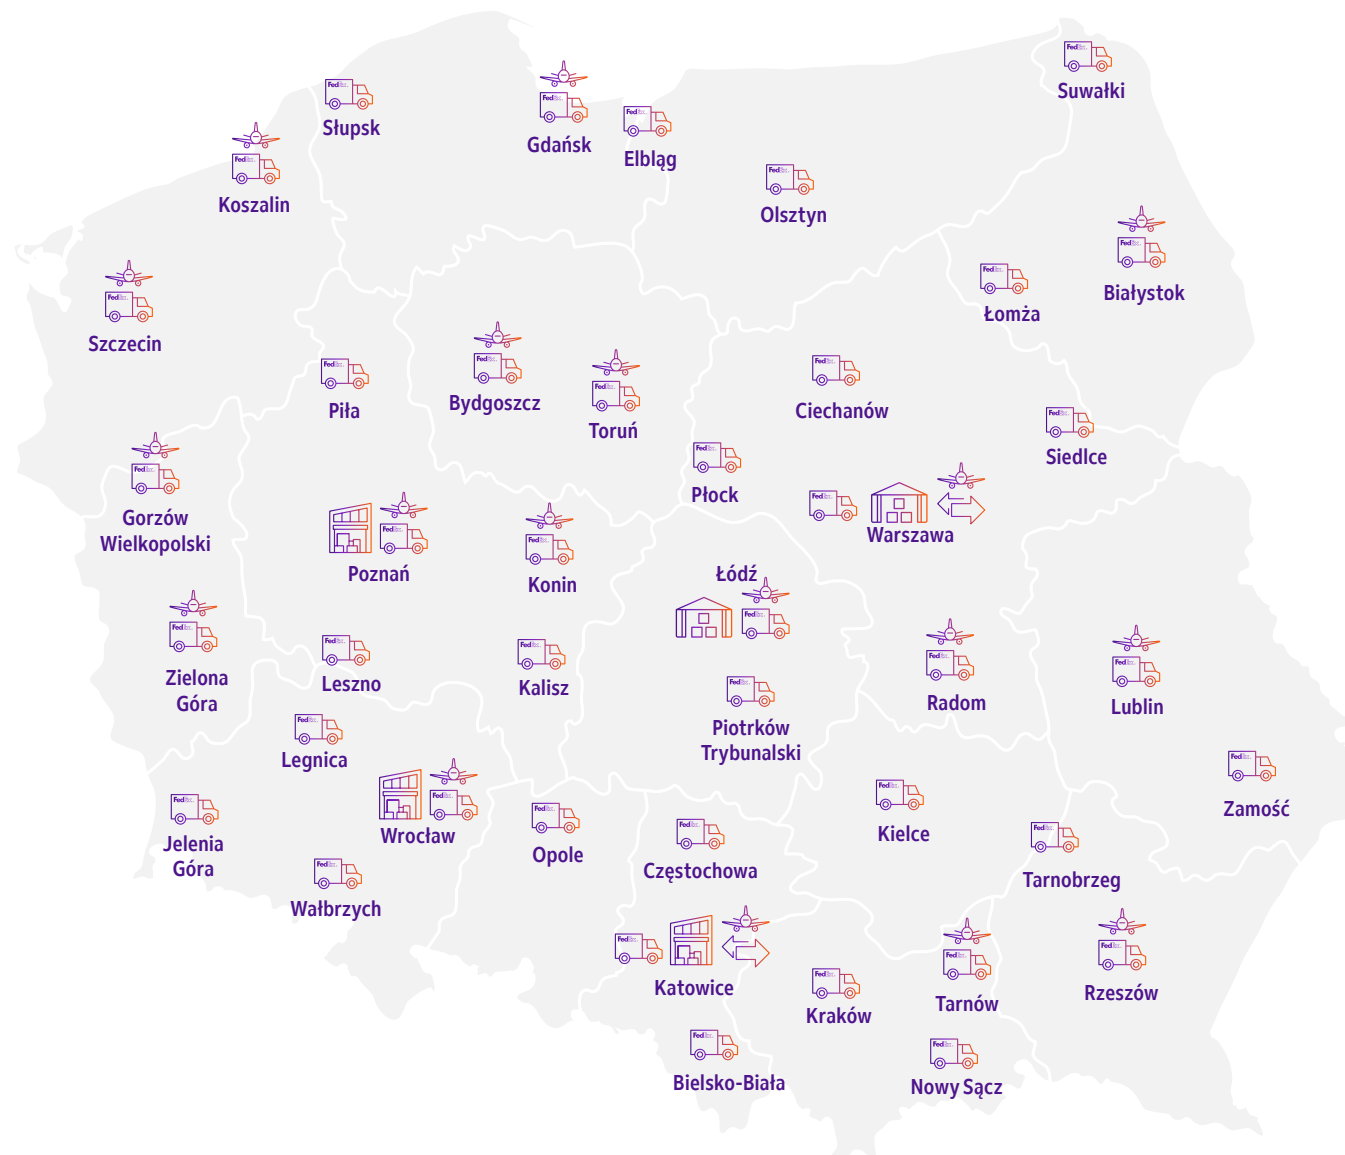 Suwałki
Słupsk
Gdańsk
Elbląg
Koszalin
Olsztyn
Białystok
Łomża
Szczecin
Piła
Bydgoszcz
Toruń
Ciechanów
Siedlce
Płock
Gorzów
Wielkopolski
Poznań
Konin
Warszawa
Łódź
Zielona
Góra
Leszno
Kalisz
Radom
Lublin
Piotrków
Trybunalski
Legnica
Wrocław
Jelenia
Góra
Opole
Kielce
Zamość
Częstochowa
Tarnobrzeg
Wałbrzych
Katowice
Kraków
Tarnów
Rzeszów
Bielsko-Biała
Nowy Sącz